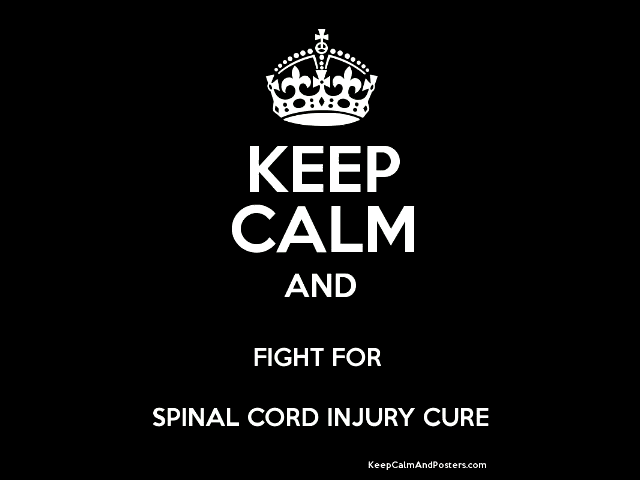 KEEP
CALM
AND
FIGHT FOR
SPINAL CORD INJURY CURE
KeepCalmAndPosters.com